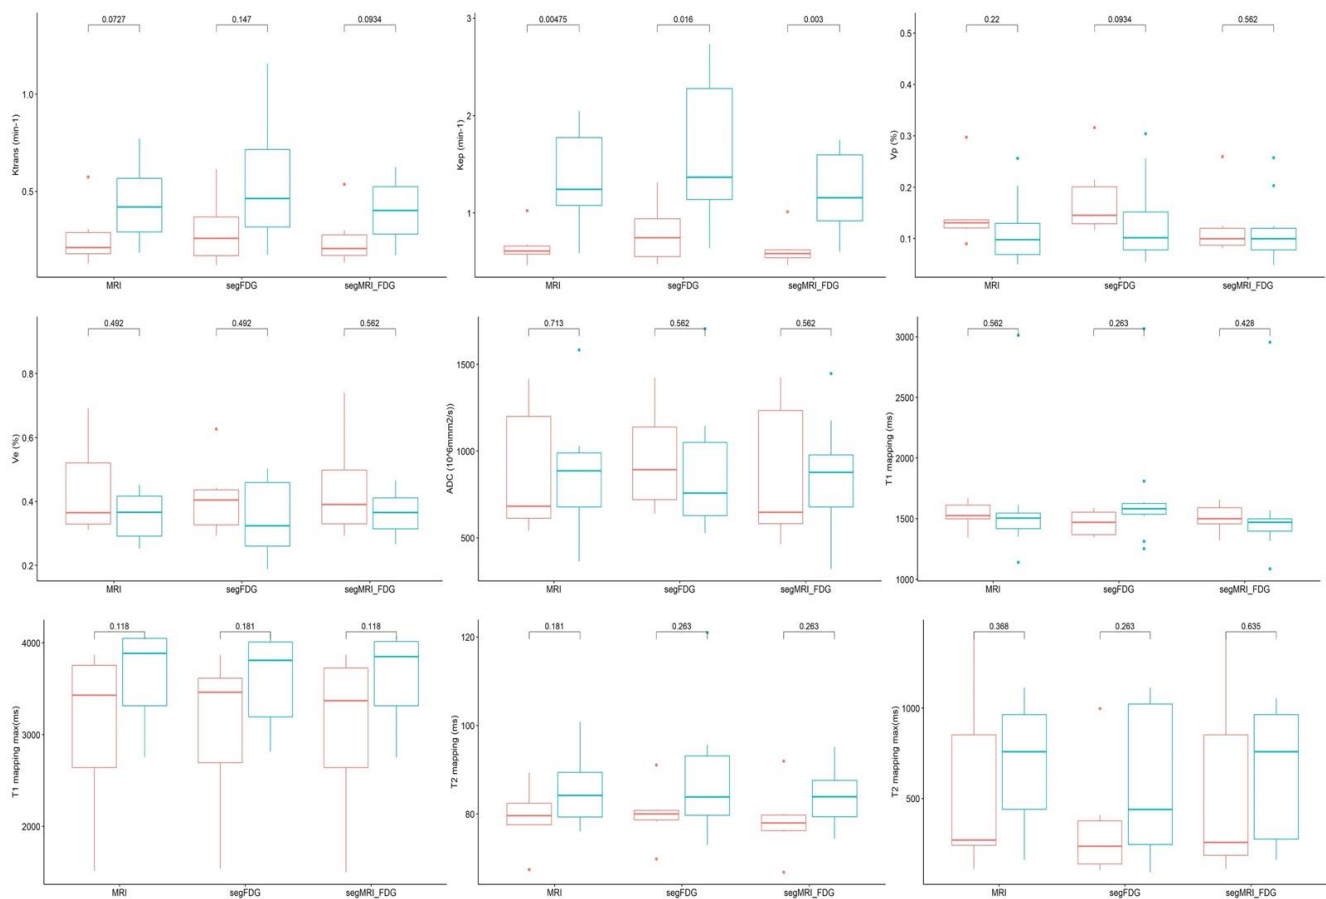 0.0727
0.147
0.0934
1.0
0.5
Ktrans (min-1)
MRI
segFDG
segMRI_FDG
0.00475
0.016
0.003
3
2
1
Kep (min-1)
MRI
segFDG
segMRI_FDG
0.22
0.0934
0.562
0.5
0.4
0.3
0.2
0.1
Vp (%)
MRI
segFDG
segMRI_FDG
0.492
0.492
0.562
0.8
0.6
0.4
0.2
Ve (%)
MRI
segFDG
segMRI_FDG
0.713
0.562
0.562
1500
1000
500
ADC (10^6mmm2/s))
MRI
segFDG
segMRI_FDG
0.562
0.263
0.428
3000
2500
2000
1500
1000
T1 mapping (ms)
MRI
segFDG
segMRI_FDG
0.118
0.181
0.118
4000
3000
2000
T1 mapping max(ms)
MRI
segFDG
segMRI_FDG
0.181
0.263
0.263
120
100
80
T2 mapping (ms)
MRI
segFDG
segMRI_FDG
0.368
0.263
0.635
1000
500
T2 mapping max(ms)
MRI
segFDG
segMRI_FDG